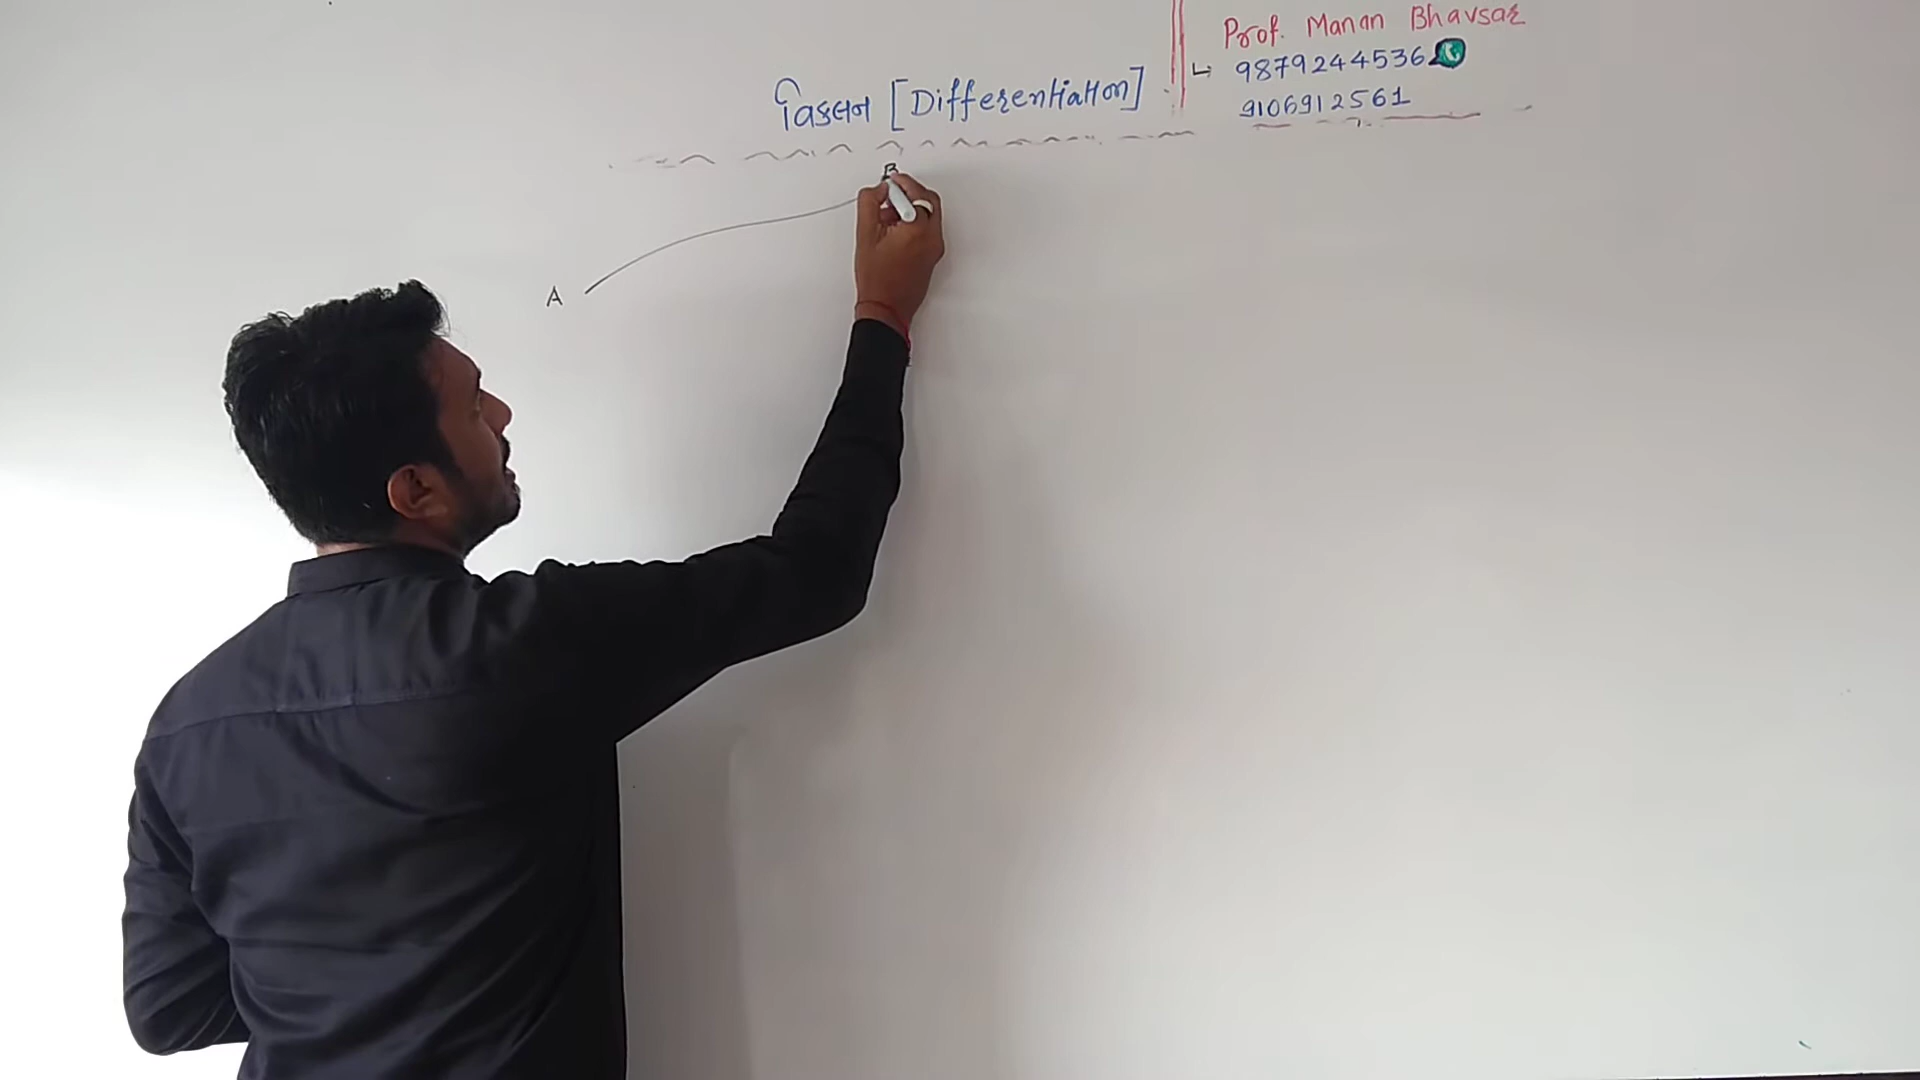 વિકલન [Differentiation]
Prof. Manan Bhavsar
↳ 9879244536
9106912561
B
A